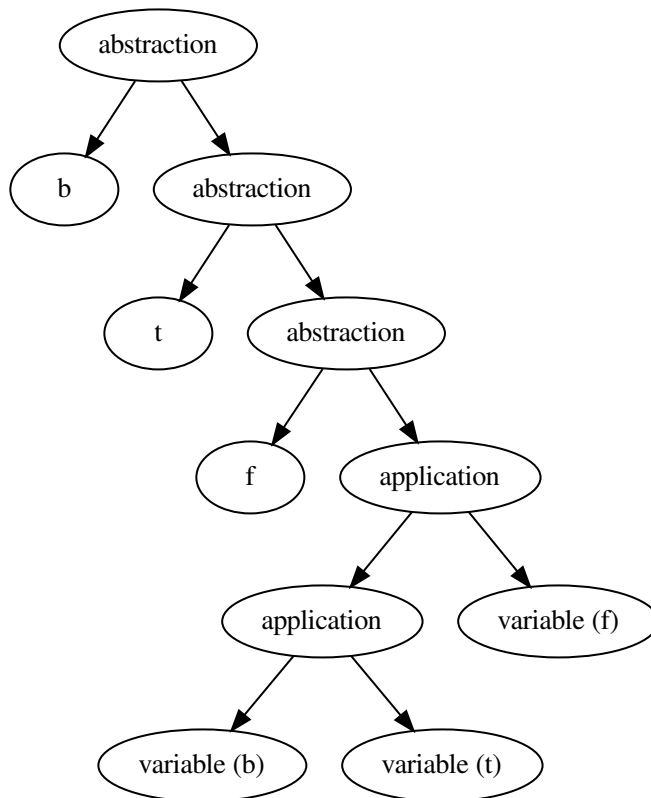 abstraction
b
abstraction
t
abstraction
f
application
application
variable (f)
variable (b)
variable (t)